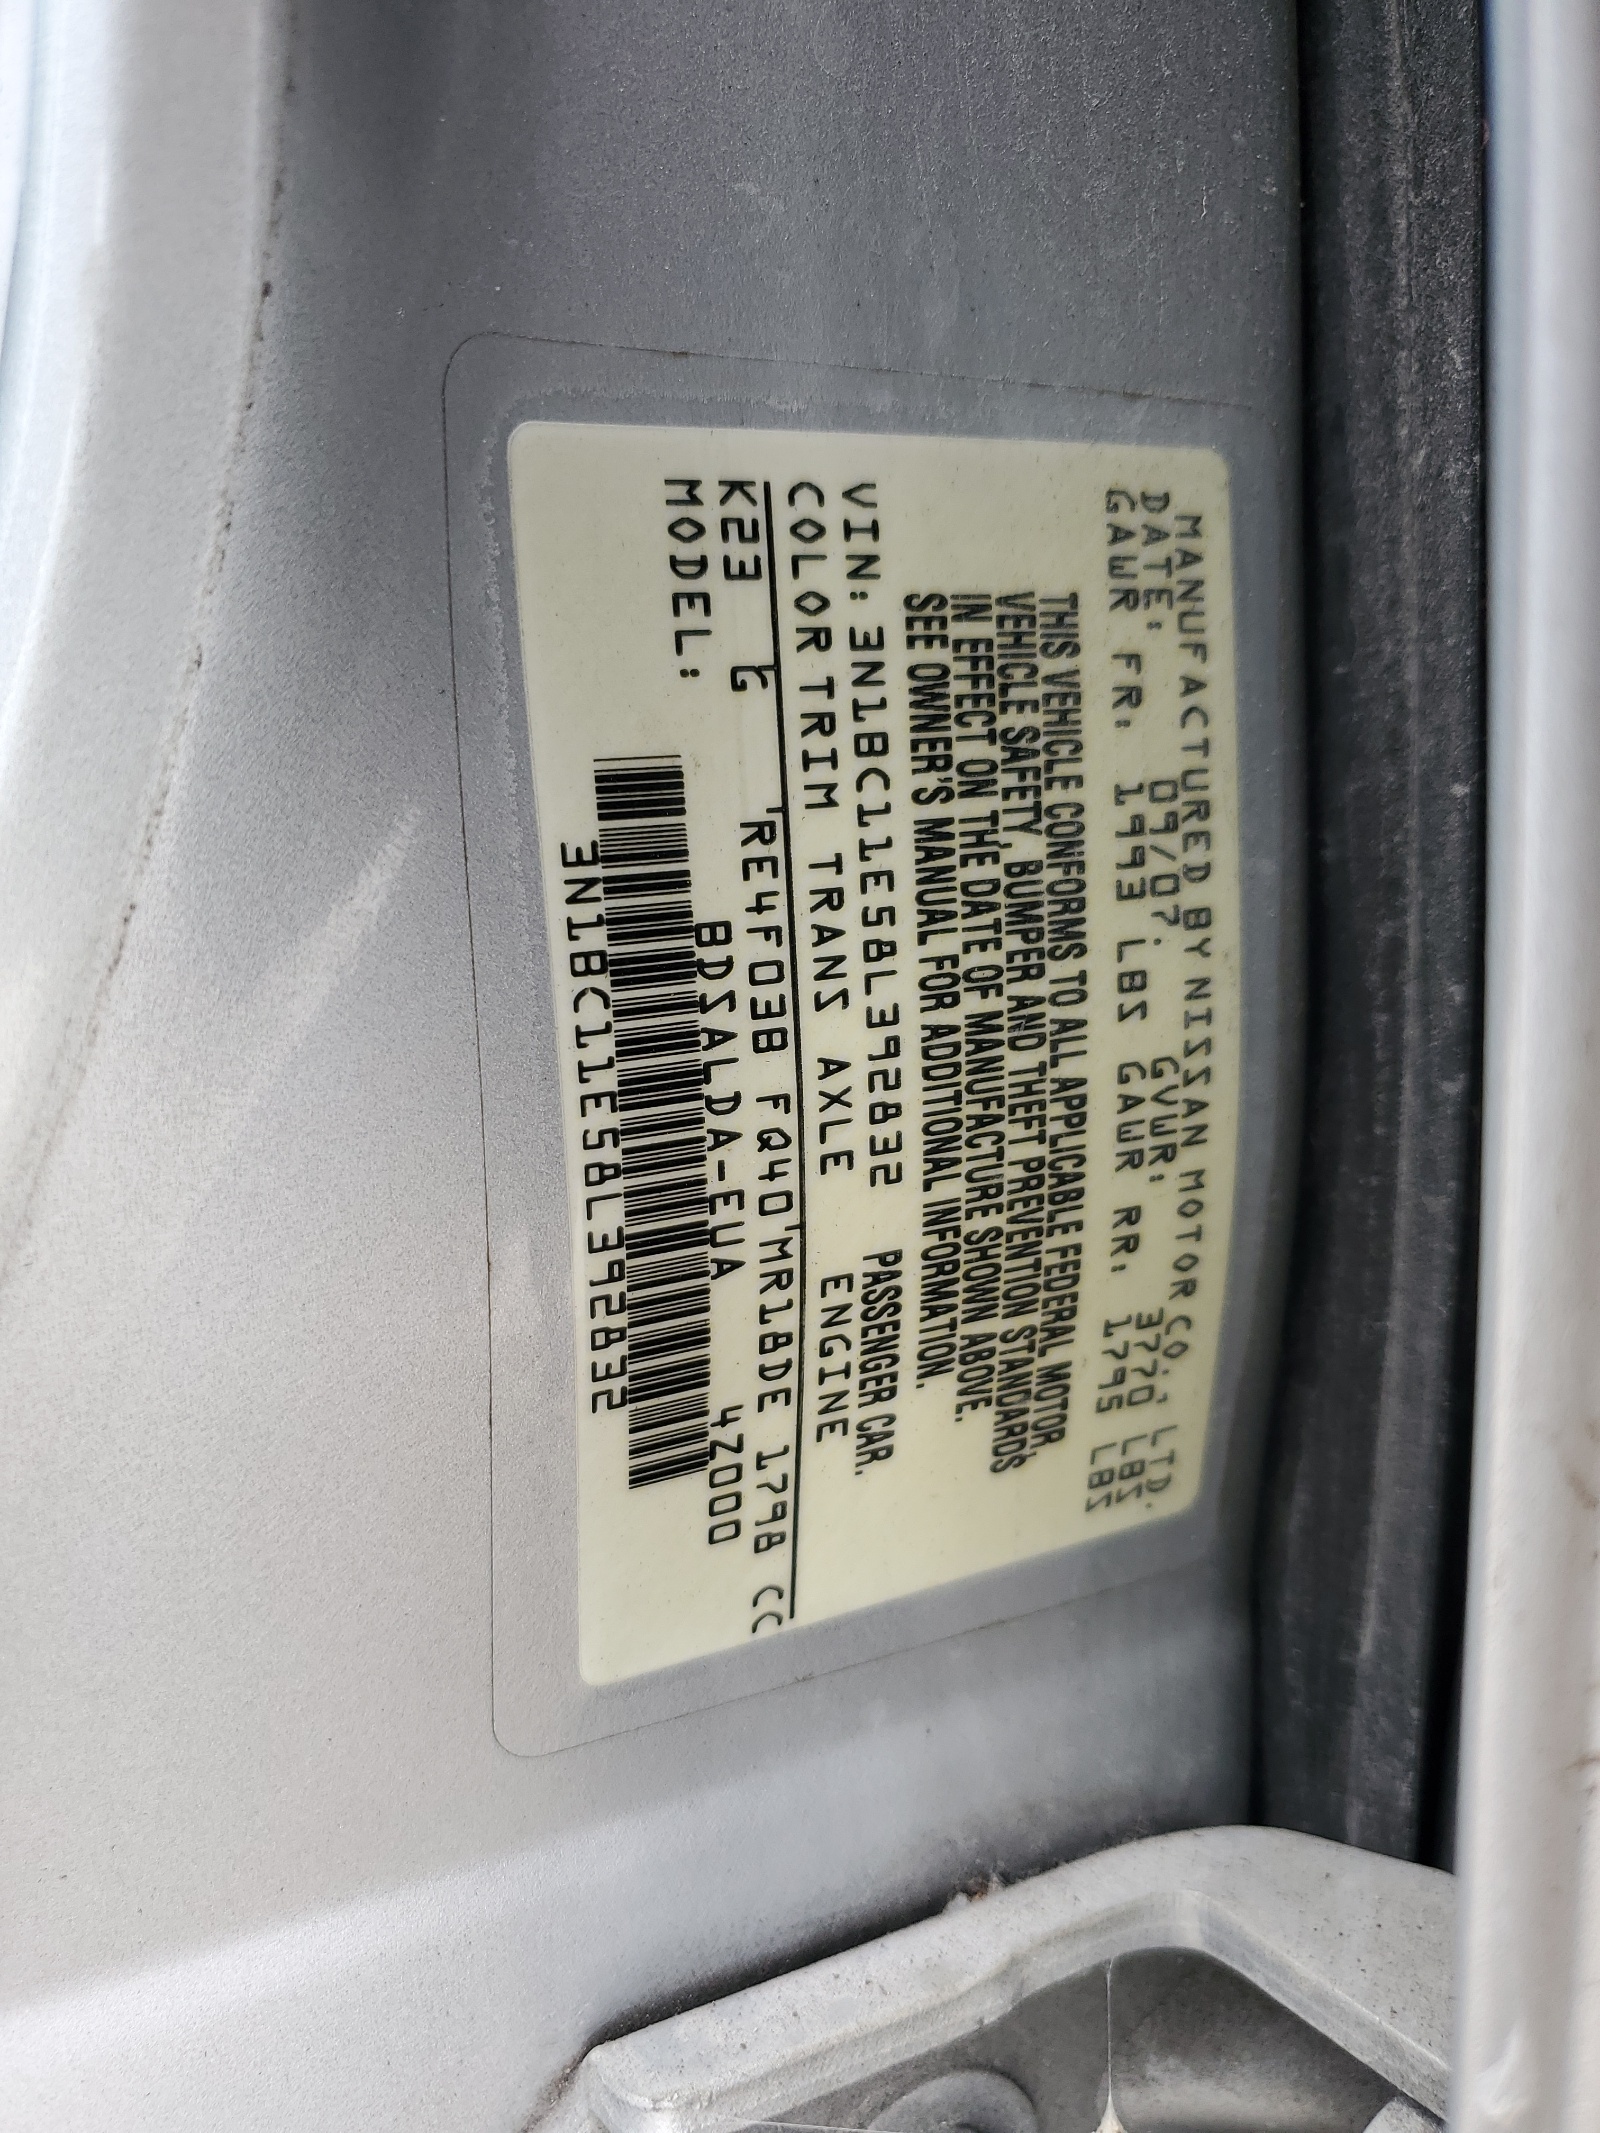 MANUFACTURED BY NISSAN MOTOR CO., LTD.
DATE: 09/07. GVWR: 3770 LBS
GAWR FR: 1993 LBS GAWR RR: 1795 LBS
THIS VEHICLE CONFORMS TO ALL APPLICABLE FEDERAL MOTOR
VEHICLE SAFETY, BUMPER AND THEFT PREVENTION STANDARDS
IN EFFECT ON THE DATE OF MANUFACTURE SHOWN ABOVE.
SEE OWNER'S MANUAL FOR ADDITIONAL INFORMATION.
VIN: 3N1BC11E58L392832 PASSENGER CAR.
COLOR TRIM TRANS AXLE ENGINE
K23 G RE4F03B FQ40 MR18DE 1798 CC
MODEL: BDSALDA-EUA 4Z000
3N1BC11E58L392832